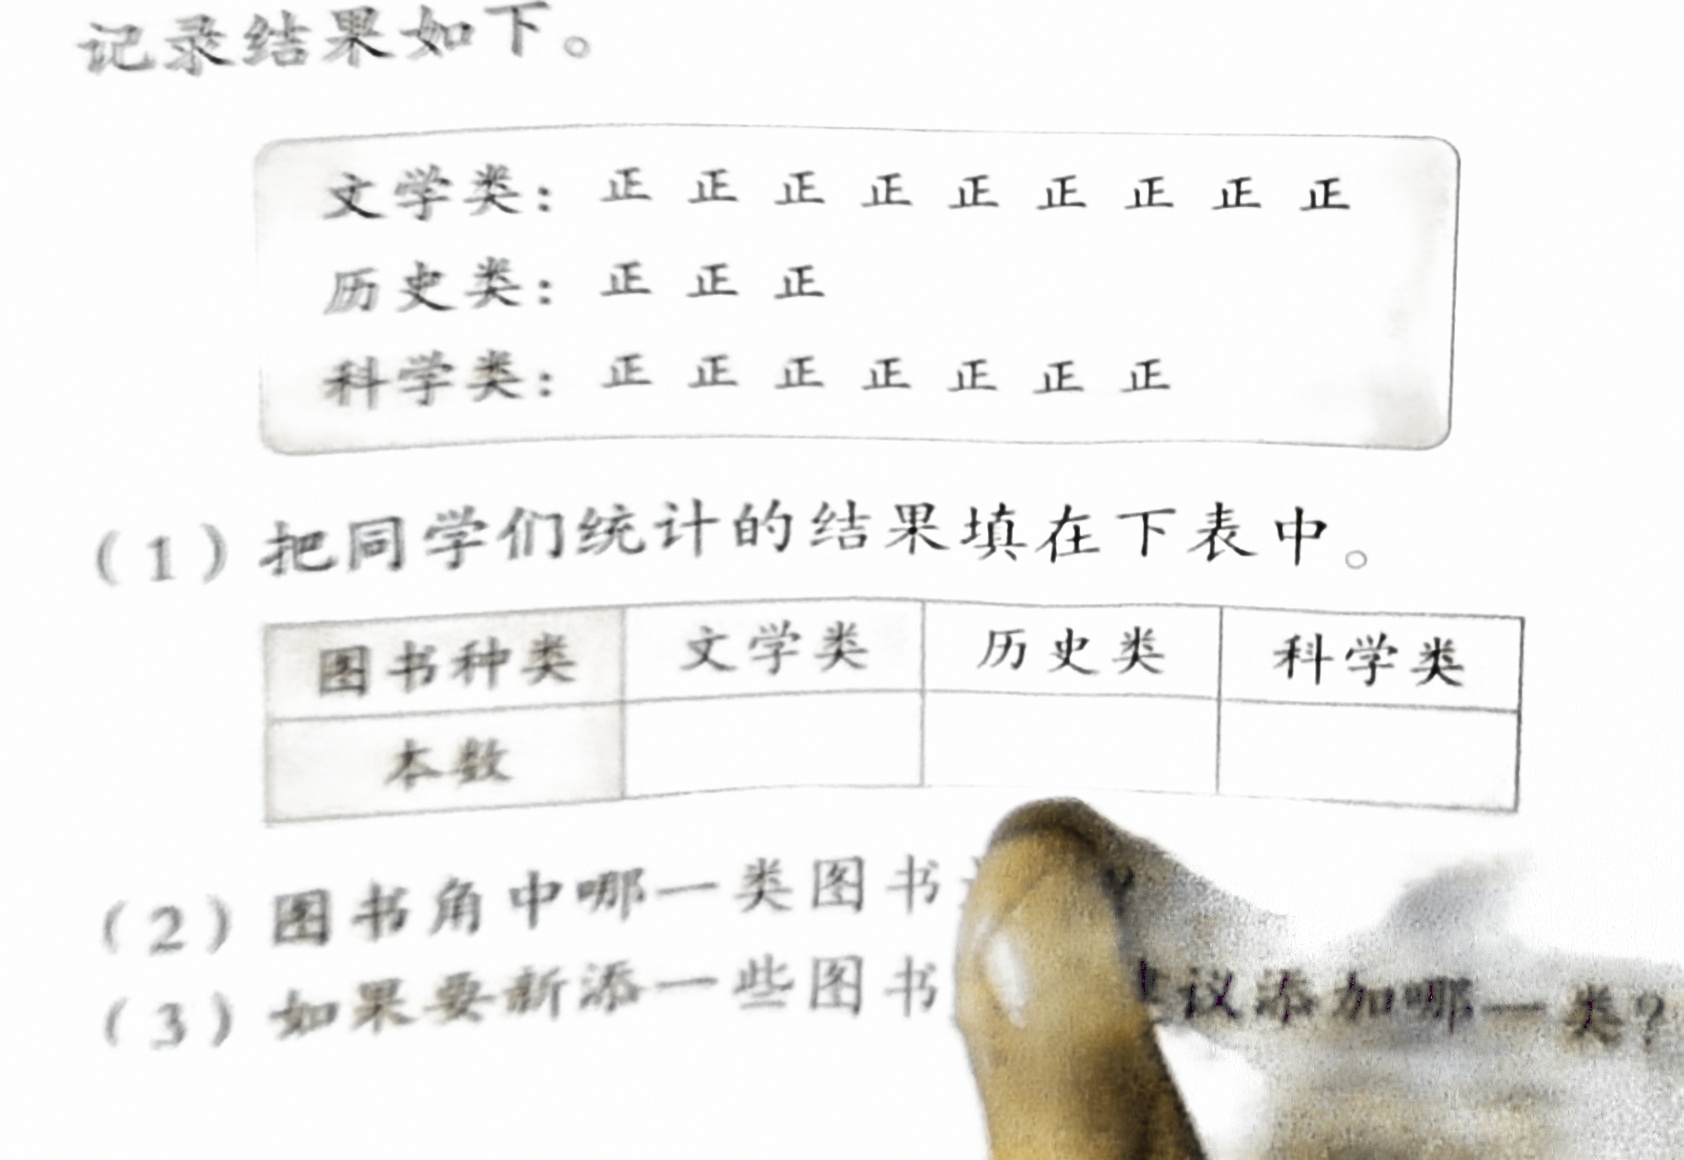 记录结果如下。
文学类：正 正 正 正 正 正 正 正 正
历史类：正 正 正
科学类：正 正 正 正 正 正 正
（1）把同学们统计的结果填在下表中。
图书种类 文学类 历史类 科学类
本数
（2）图书角中哪一类图书 ？
（3）如果要新添一些图书 议添加哪一类？